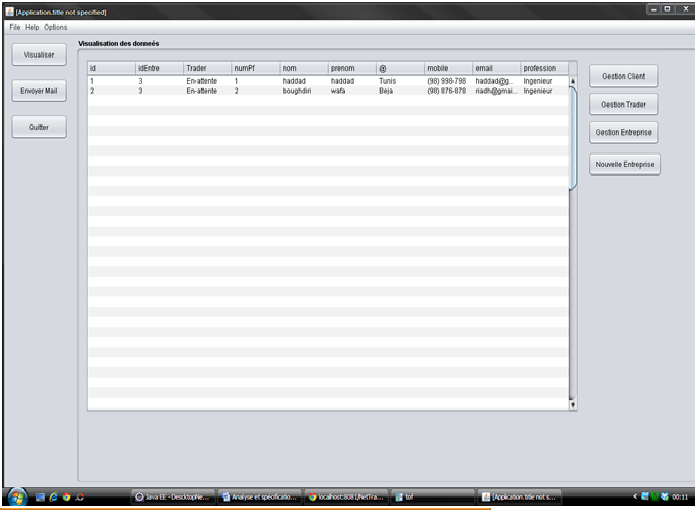 [Application.title not specified]
File Help Options
Visualiser
Envoyer Mail
Quitter
Visualisation des donneés
id idEntre Trader numPf nom prenom @ mobile email profession
1 3 En-attente 1 haddad haddad Tunis (98) 998-798 haddad@g... Ingenieur
2 3 En-attente 2 boughdiri wafa Beja (98) 876-878 riadh@gmai... Ingenieur
Gestion Client
Gestion Trader
Gestion Entreprise
Nouvelle Entreprise
Java EE - DescktopNe... Analyse et spécificatio... localhost:8081/NetTra... tof [Application.title not s... 00:11